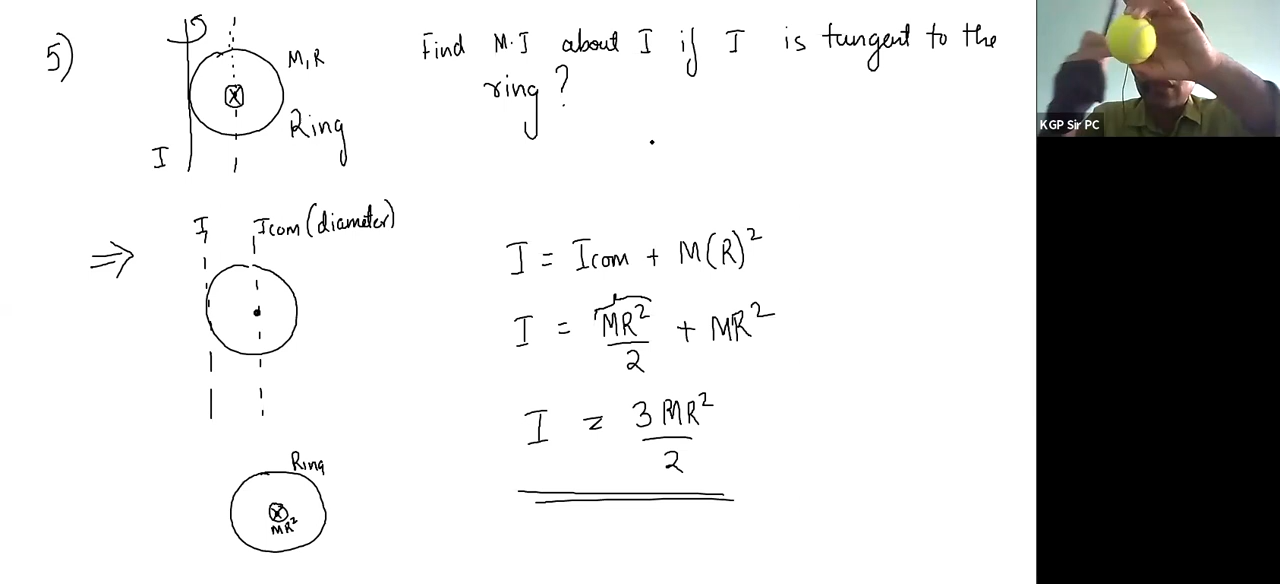 5)
M, R
Ring
I
Find M.I about I if I is tangent to the
ring ?
KGP Sir PC
⇒
I
Icom (diameter)
I = Icom + M(R)²
I = MR²/2 + MR²
I = 3MR²/2
Ring
MR²